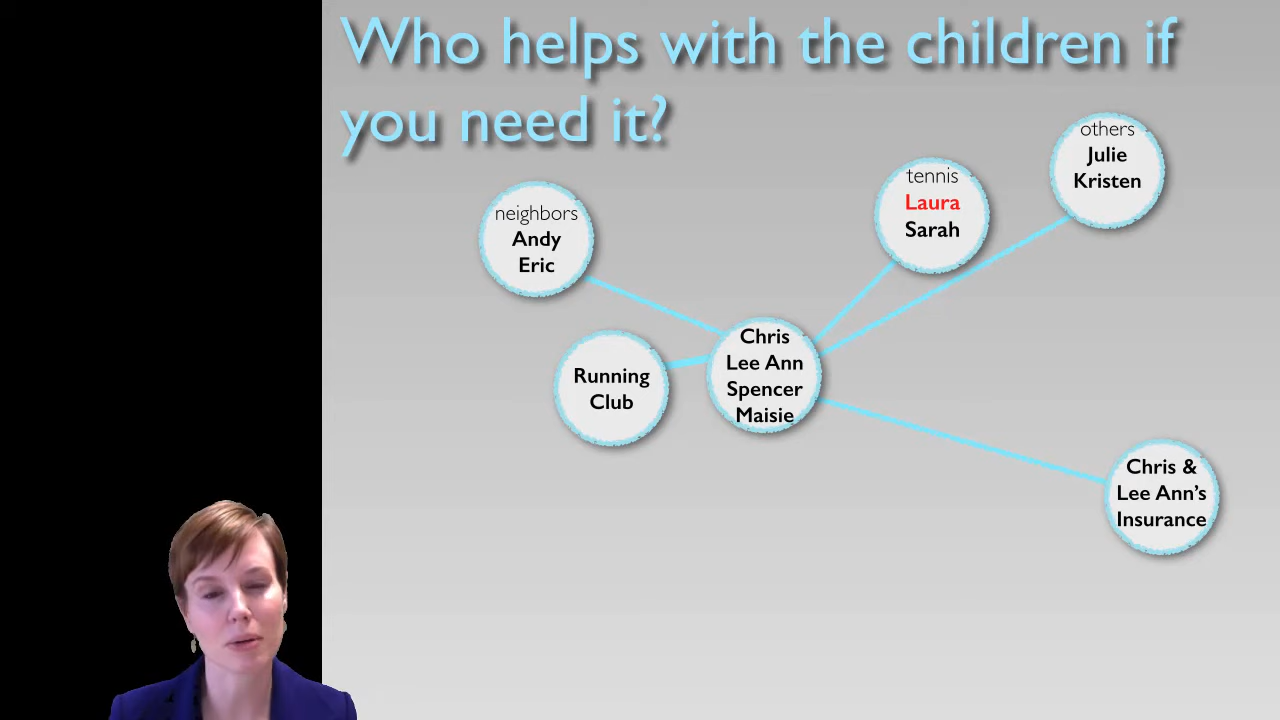 Who helps with the children if
you need it?
others
Julie
Kristen
tennis
Laura
Sarah
neighbors
Andy
Eric
Chris
Lee Ann
Spencer
Maisie
Running
Club
Chris &
Lee Ann’s
Insurance